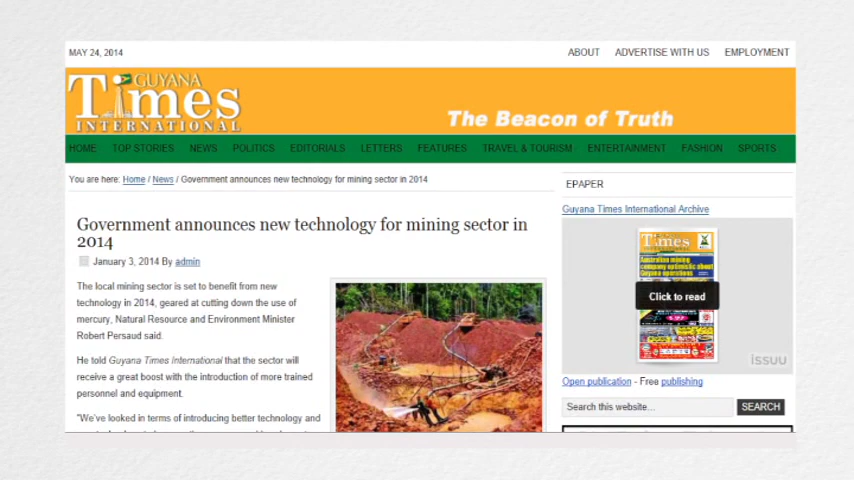 MAY 24, 2014
ABOUT ADVERTISE WITH US EMPLOYMENT
GUYANA
Times
INTERNATIONAL
The Beacon of Truth
HOME TOP STORIES NEWS POLITICS EDITORIALS LETTERS FEATURES TRAVEL & TOURISM ENTERTAINMENT FASHION SPORTS
You are here: Home / News / Government announces new technology for mining sector in 2014
Government announces new technology for mining sector in
2014
January 3, 2014 By admin
The local mining sector is set to benefit from new
technology in 2014, geared at cutting down the use of
mercury, Natural Resource and Environment Minister
Robert Persaud said.
He told Guyana Times International that the sector will
receive a great boost with the introduction of more trained
personnel and equipment.
"We've looked in terms of introducing better technology and
EPAPER
Guyana Times International Archive
Times
Australian mining
company optimistic about
Guyana operations
Click to read
issuu
Open publication - Free publishing
Search this website...
SEARCH